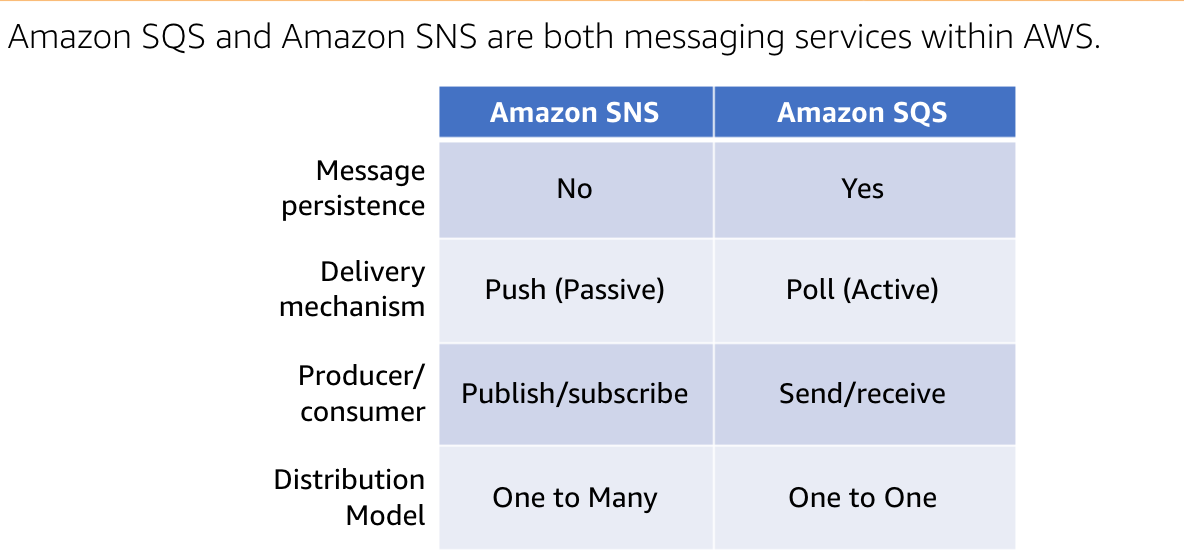 Amazon SQS and Amazon SNS are both messaging services within AWS.
Amazon SNS Amazon SQS
Message
persistence
No Yes
Delivery
mechanism
Push (Passive) Poll (Active)
Producer/
consumer
Publish/subscribe Send/receive
Distribution
Model
One to Many One to One